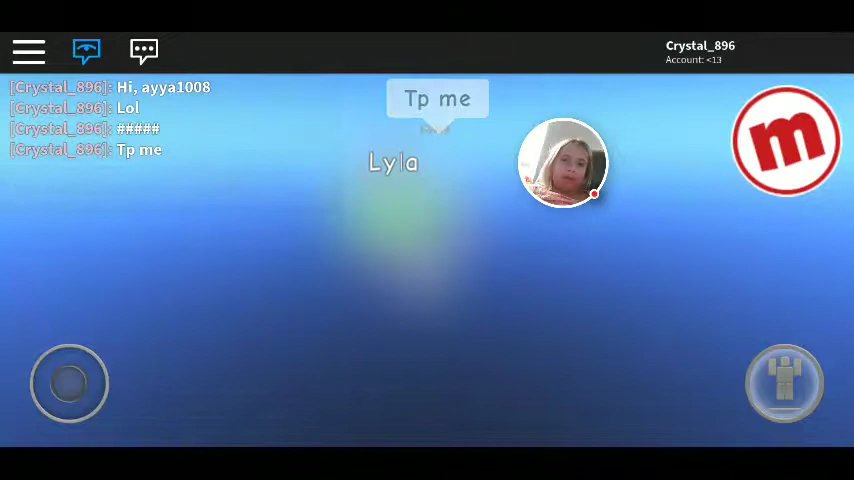 Crystal_896
Account: <13
[Crystal_896]: Hi, ayya1008
[Crystal_896]: Lol
[Crystal_896]: #####
[Crystal_896]: Tp me
Tp me
Lyla
m